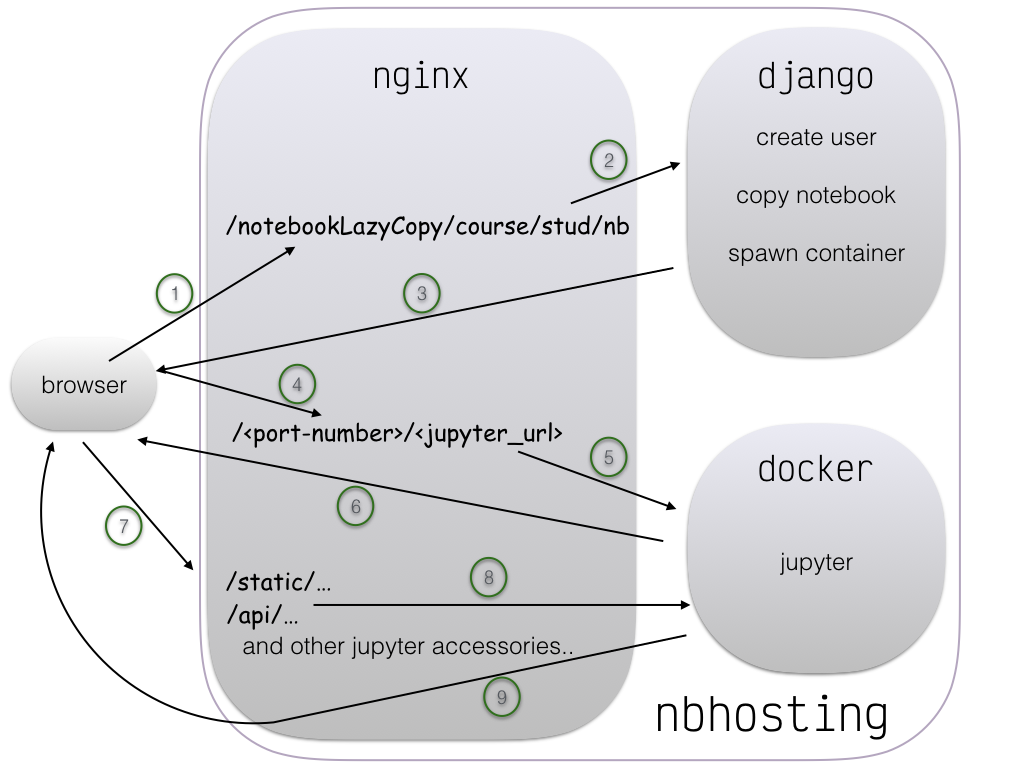 nginx
django
create user
copy notebook
spawn container
2
/notebookLazyCopy/course/stud/nb
1
3
browser
4
/<port-number>/<jupyter_url>
5
docker
6
7
jupyter
8
/static/...
/api/...
and other jupyter accessories..
9
nbhosting